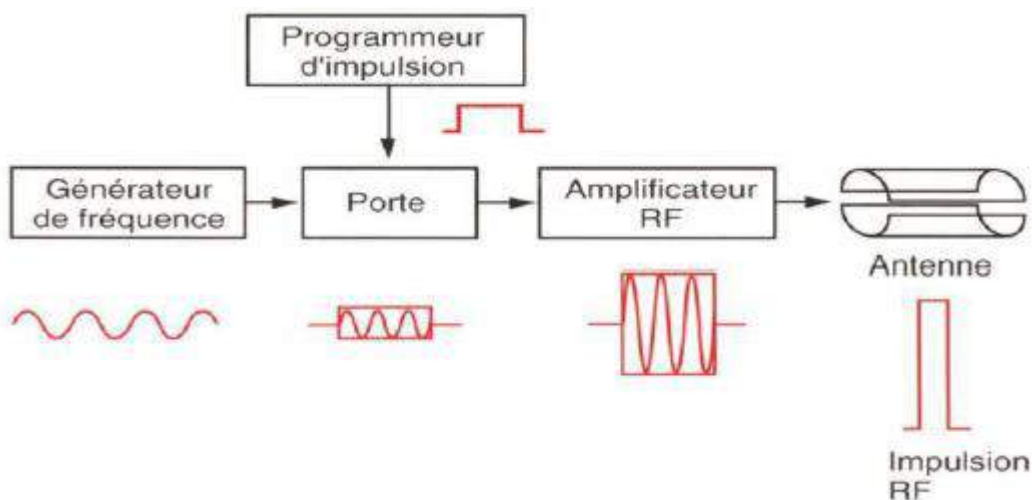 Programmeur
d'impulsion
Générateur
de fréquence
Porte
Amplificateur
RF
Antenne
Impulsion
RF